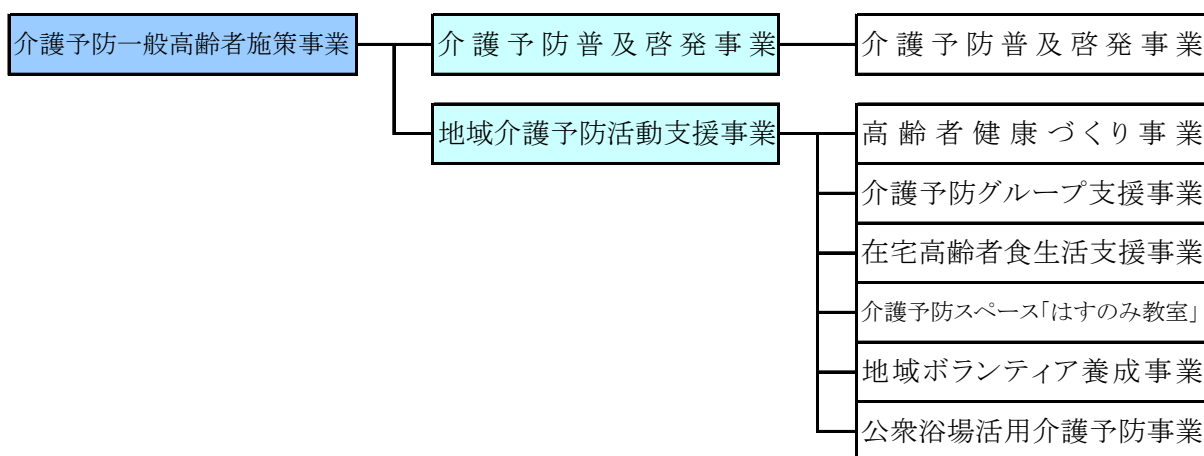 介護予防一般高齢者施策事業
介護予防普及啓発事業
介護予防普及啓発事業
地域介護予防活動支援事業
高齢者健康づくり事業
介護予防グループ支援事業
在宅高齢者食生活支援事業
介護予防スペース「はすのみ教室」
地域ボランティア養成事業
公衆浴場活用介護予防事業